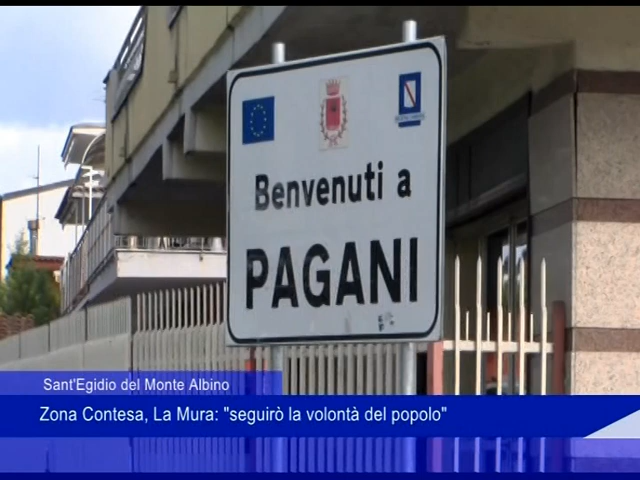 Benvenuti a
PAGANI
Sant'Egidio del Monte Albino
Zona Contesa, La Mura: "seguirò la volontà del popolo"